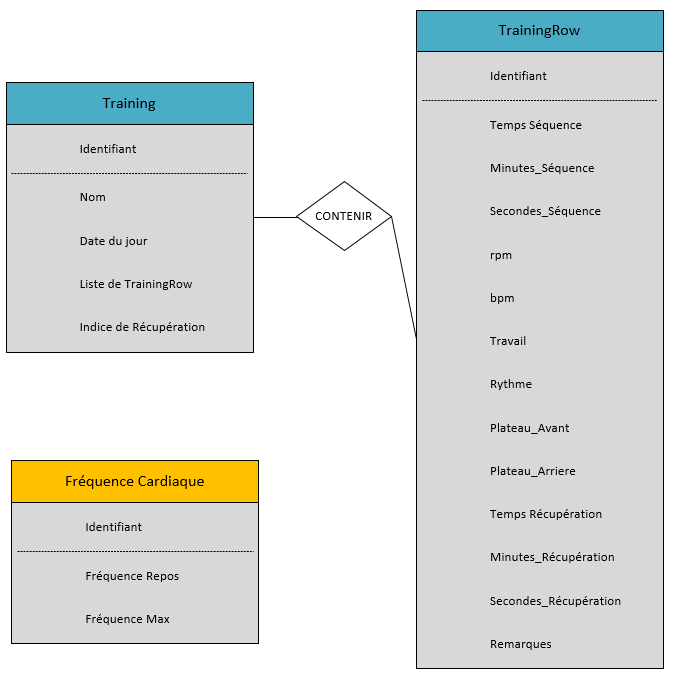 Training
Identifiant
Nom
Date du jour
Liste de TrainingRow
Indice de Récupération
CONTENIR
TrainingRow
Identifiant
Temps Séquence
Minutes_Séquence
Secondes_Séquence
rpm
bpm
Travail
Rythme
Plateau_Avant
Plateau_Arriere
Temps Récupération
Minutes_Récupération
Secondes_Récupération
Remarques
Fréquence Cardiaque
Identifiant
Fréquence Repos
Fréquence Max